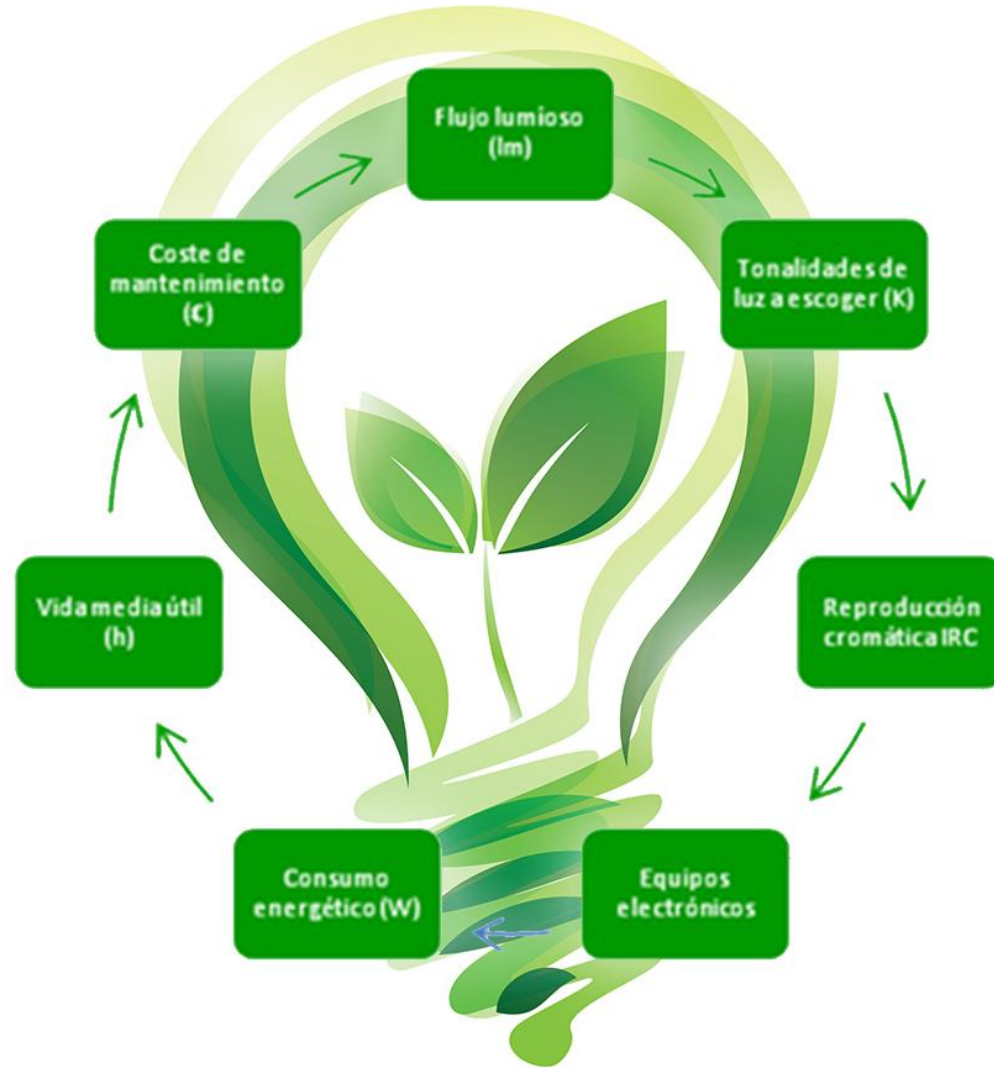 Flujo lumioso
(lm)
Tonalidades de
luz a escoger (K)
Reproducción
cromática IRC
Equipos
electrónicos
Consumo
energético (W)
Vida media útil
(h)
Coste de
mantenimiento
(€)